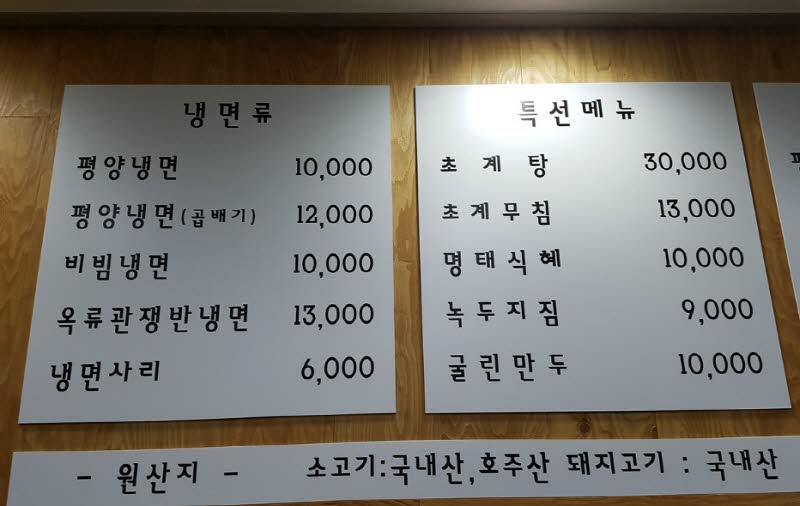 냉면류
평양냉면 10,000
평양냉면(곱배기) 12,000
비빔냉면 10,000
옥류관쟁반냉면 13,000
냉면사리 6,000
특선메뉴
초계탕 30,000
초계무침 13,000
명태식혜 10,000
녹두지짐 9,000
굴린만두 10,000
- 원산지 - 소고기:국내산,호주산 돼지고기 : 국내산